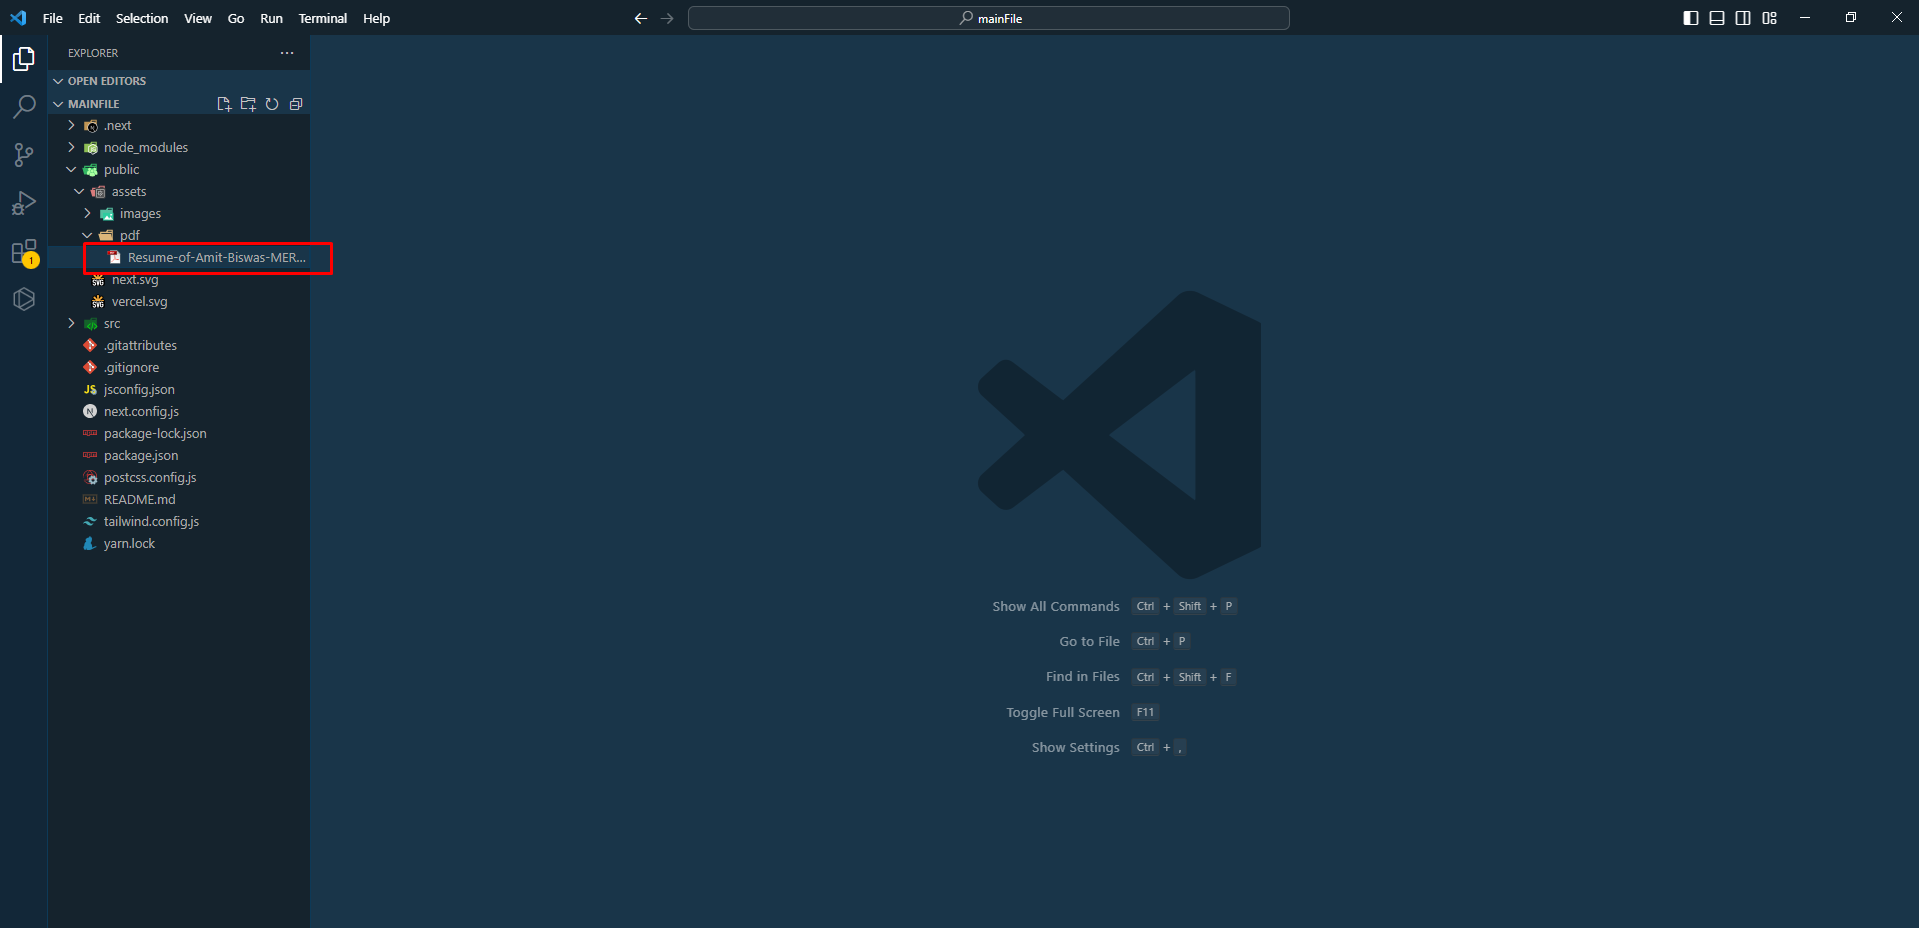 File Edit Selection View Go Run Terminal Help
mainFile
EXPLORER
OPEN EDITORS
MAINFILE
.next
node_modules
public
assets
images
pdf
Resume-of-Amit-Biswas-MER...
next.svg
vercel.svg
src
.gitattributes
.gitignore
JS jsconfig.json
N next.config.js
package-lock.json
package.json
postcss.config.js
README.md
tailwind.config.js
yarn.lock
1
Show All Commands Ctrl + Shift + P
Go to File Ctrl + P
Find in Files Ctrl + Shift + F
Toggle Full Screen F11
Show Settings Ctrl + ,